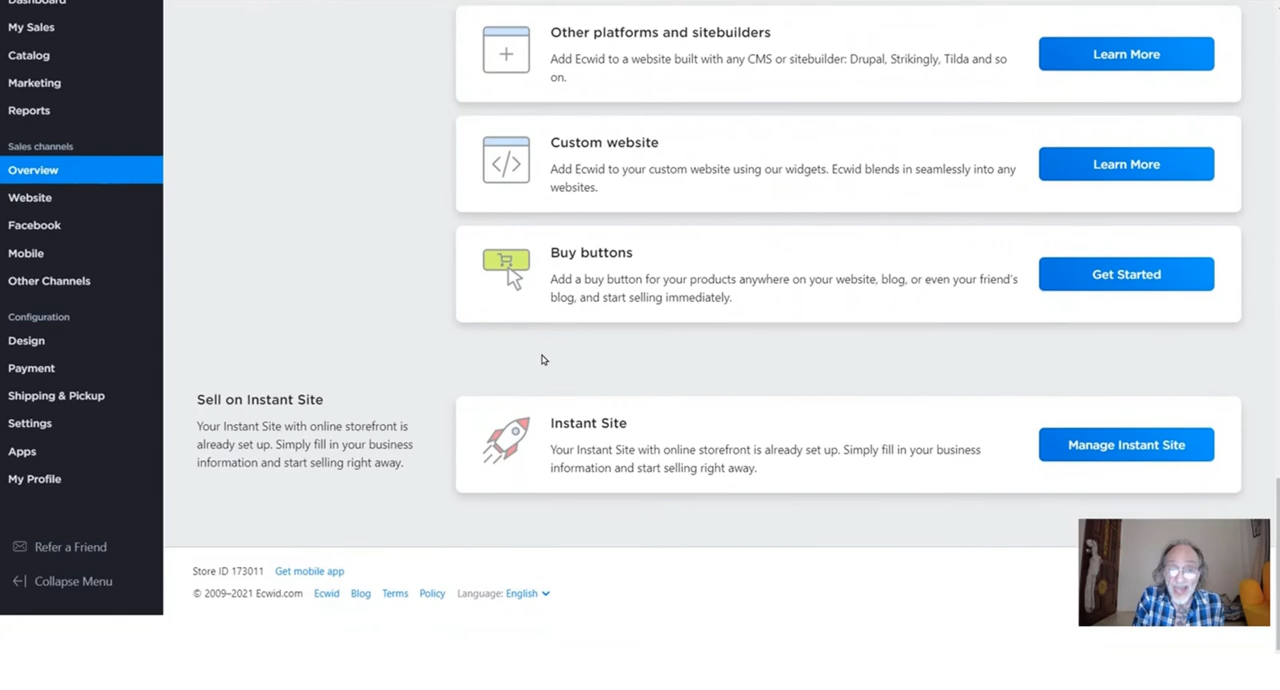 Dashboard
My Sales
Catalog
Marketing
Reports
Sales channels
Overview
Website
Facebook
Mobile
Other Channels
Configuration
Design
Payment
Shipping & Pickup
Settings
Apps
My Profile
Refer a Friend
Collapse Menu
Other platforms and sitebuilders
Add Ecwid to a website built with any CMS or sitebuilder: Drupal, Strikingly, Tilda and so
on.
Learn More
Custom website
Add Ecwid to your custom website using our widgets. Ecwid blends in seamlessly into any
websites.
Learn More
Buy buttons
Add a buy button for your products anywhere on your website, blog, or even your friend's
blog, and start selling immediately.
Get Started
Sell on Instant Site
Your Instant Site with online storefront is
already set up. Simply fill in your business
information and start selling right away.
Instant Site
Your Instant Site with online storefront is already set up. Simply fill in your business
information and start selling right away.
Manage Instant Site
Store ID 173011 Get mobile app
© 2009–2021 Ecwid.com Ecwid Blog Terms Policy Language: English